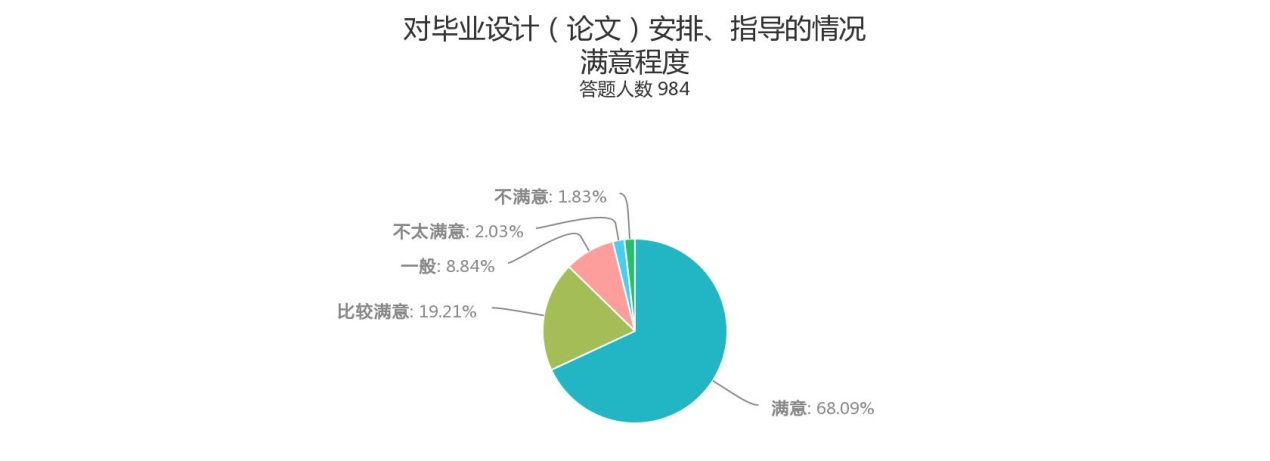 对毕业设计（论文）安排、指导的情况
满意程度
答题人数 984
不满意: 1.83%
不太满意: 2.03%
一般: 8.84%
比较满意: 19.21%
满意: 68.09%